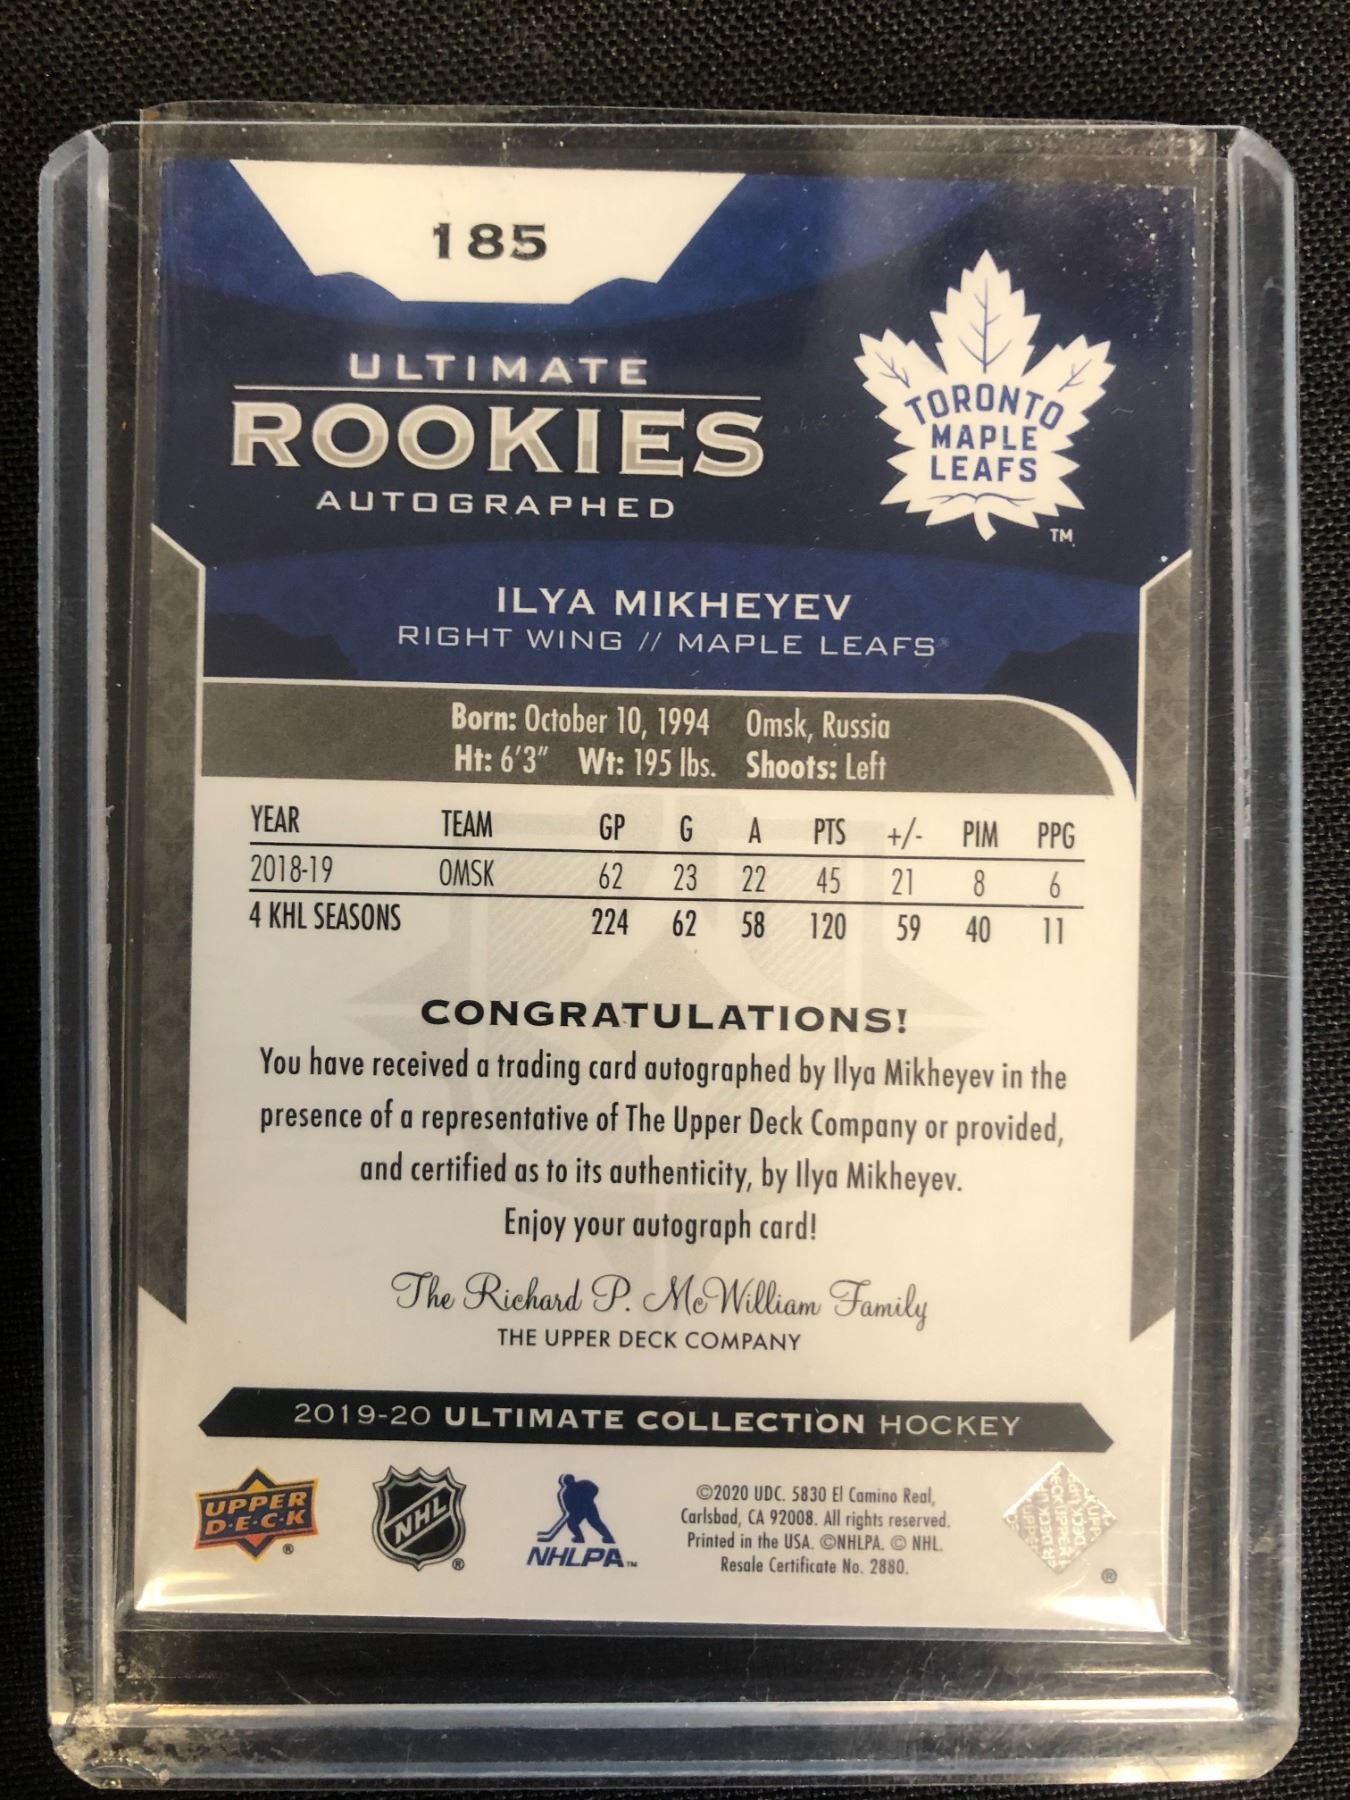 185
ULTIMATE
ROOKIES
AUTOGRAPHED
TORONTO
MAPLE
LEAFS
TM
ILYA MIKHEYEV
RIGHT WING // MAPLE LEAFS®
Born: October 10, 1994 Omsk, Russia
Ht: 6'3" Wt: 195 lbs. Shoots: Left
YEAR TEAM GP G A PTS +/- PIM PPG
2018-19 OMSK 62 23 22 45 21 8 6
4 KHL SEASONS 224 62 58 120 59 40 11
CONGRATULATIONS!
You have received a trading card autographed by Ilya Mikheyev in the
presence of a representative of The Upper Deck Company or provided,
and certified as to its authenticity, by Ilya Mikheyev.
Enjoy your autograph card!
The Richard P. McWilliam Family
THE UPPER DECK COMPANY
2019-20 ULTIMATE COLLECTION HOCKEY
UPPER
D·E·C·K
®
NHL
®
NHLPA™
©2020 UDC. 5830 El Camino Real,
Carlsbad, CA 92008. All rights reserved.
Printed in the USA. ©NHLPA. © NHL.
Resale Certificate No. 2880.
®